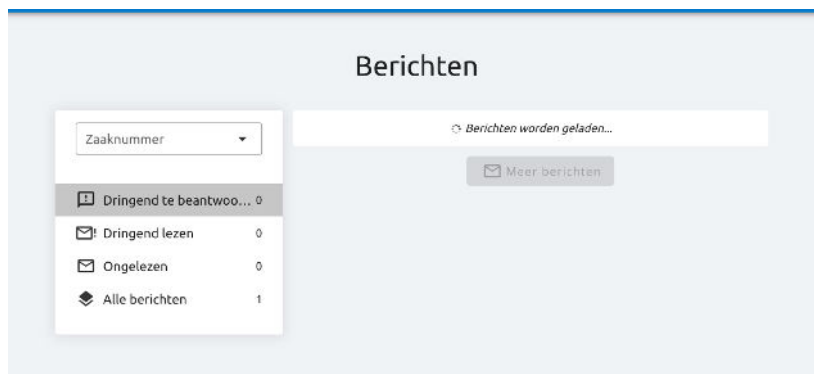 Berichten
Zaaknummer
Dringend te beantwoo... 0
Dringend lezen 0
Ongelezen 0
Alle berichten 1
Berichten worden geladen...
Meer berichten